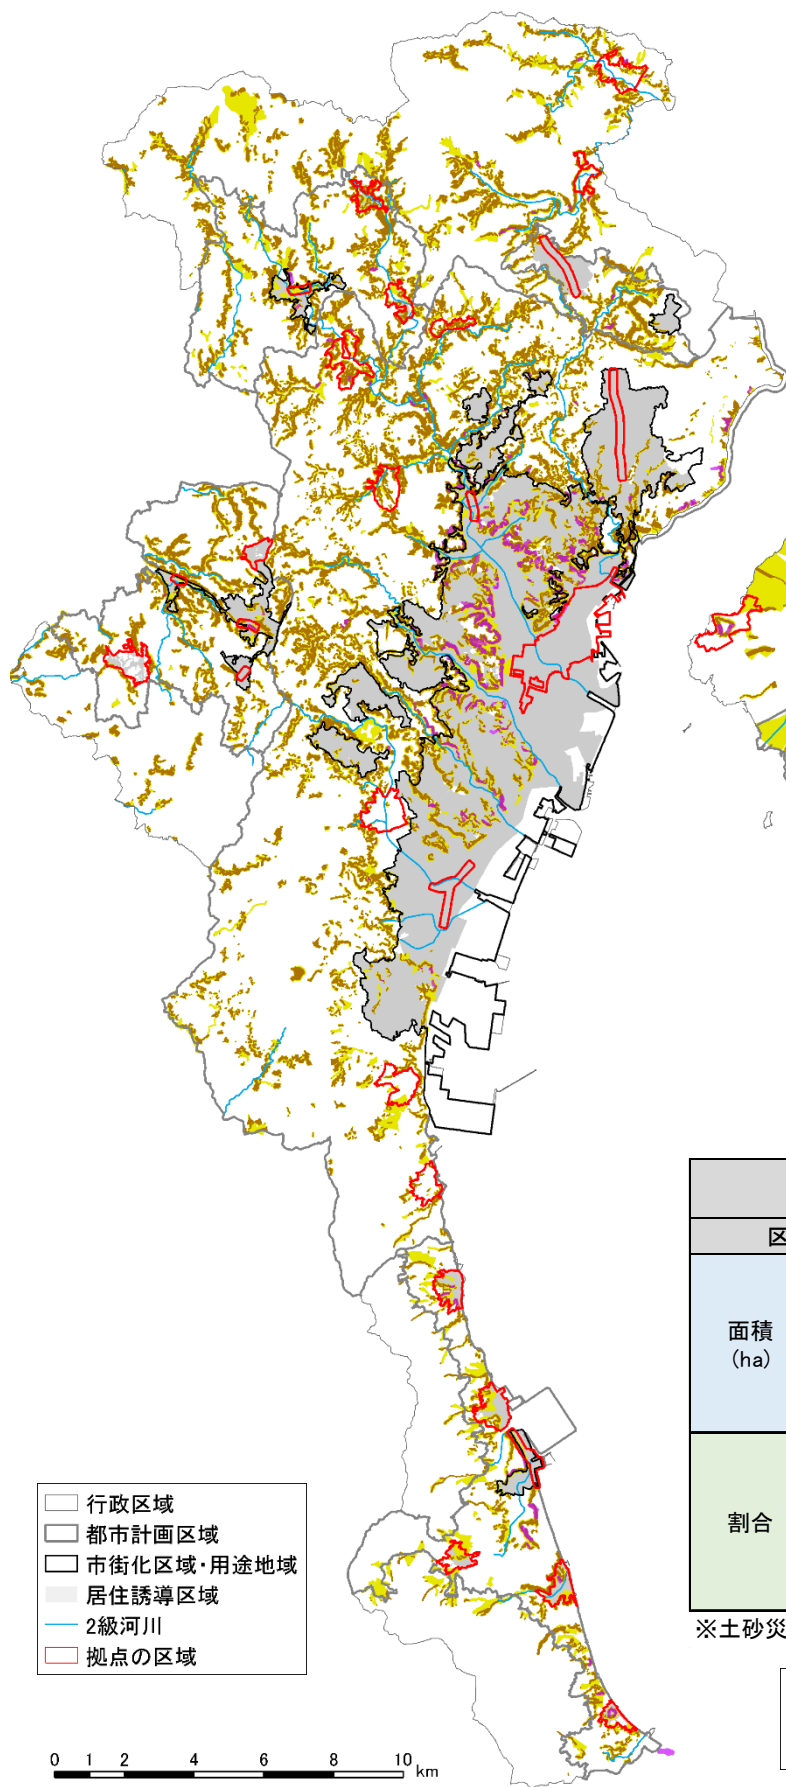 区
面積
(ha)
割合
※土砂災
行政区域
都市計画区域
市街化区域・用途地域
居住誘導区域
2級河川
拠点の区域
0 1 2 4 6 8 10 km